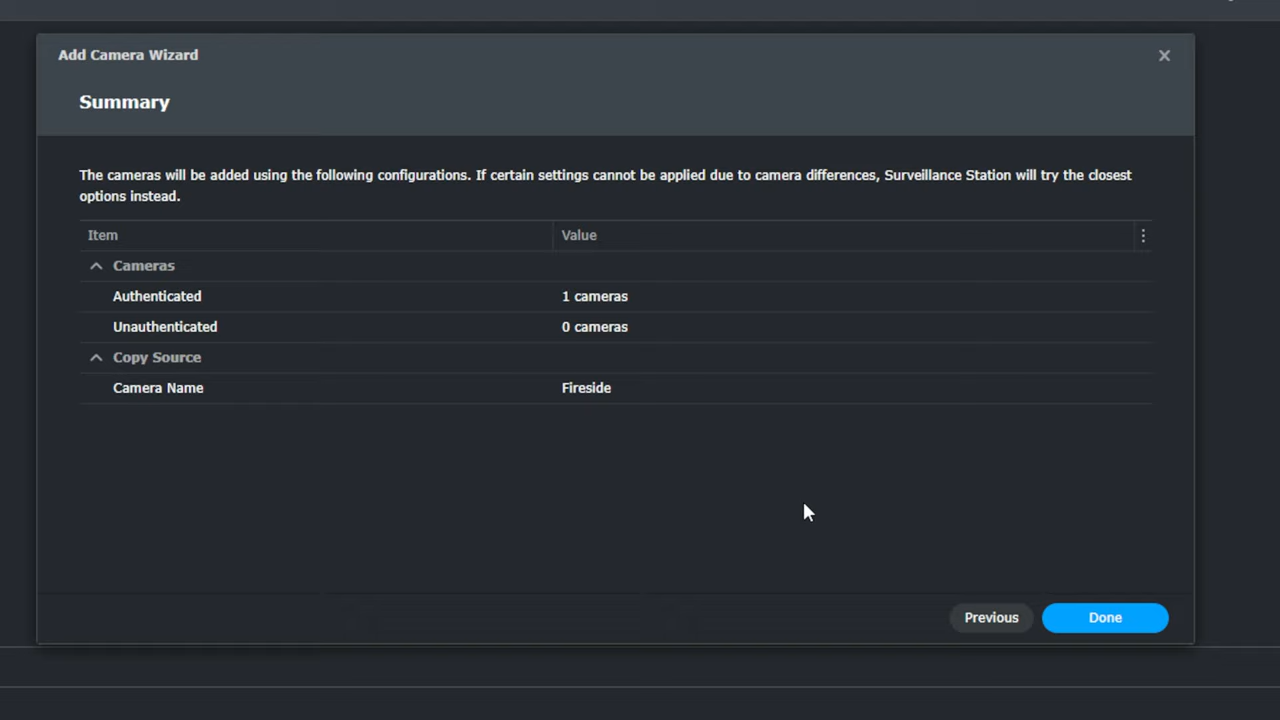 Add Camera Wizard
Summary
The cameras will be added using the following configurations. If certain settings cannot be applied due to camera differences, Surveillance Station will try the closest
options instead.
Item Value
Cameras
Authenticated 1 cameras
Unauthenticated 0 cameras
Copy Source
Camera Name Fireside
Previous Done